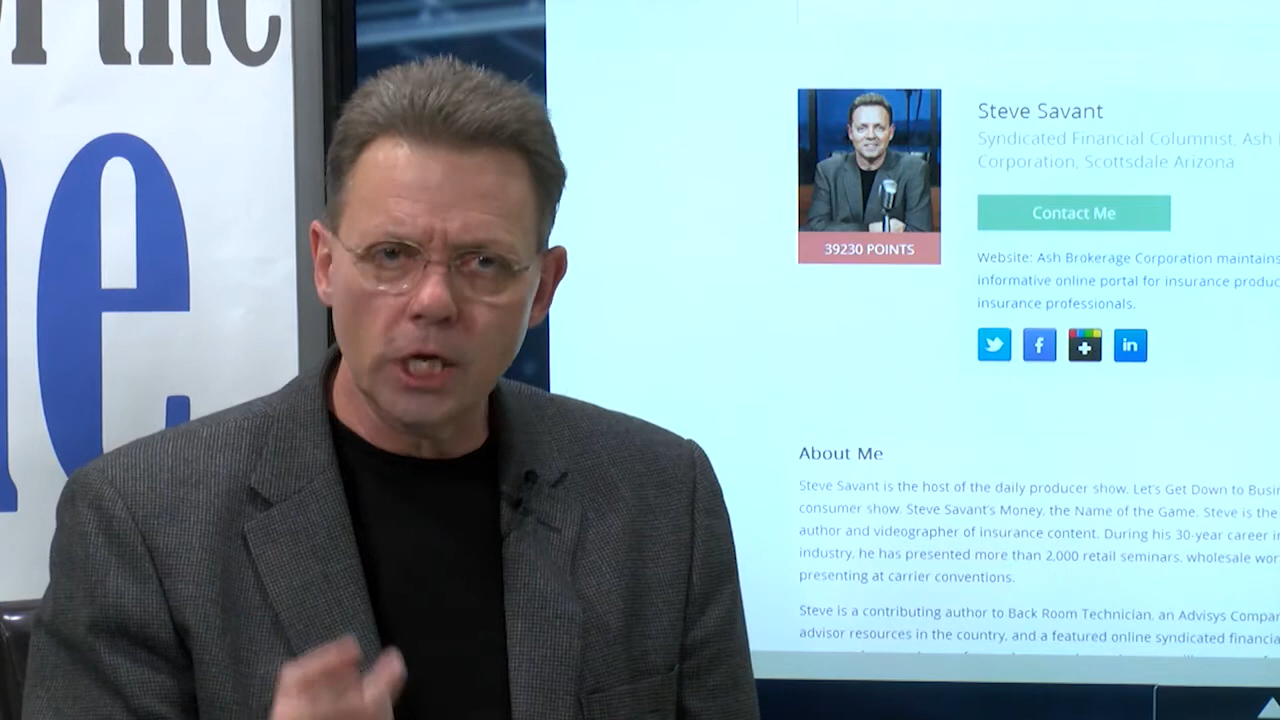 the
e
Steve Savant
Syndicated Financial Columnist, Ash
Corporation, Scottsdale Arizona
Contact Me
39230 POINTS
Website: Ash Brokerage Corporation maintains
informative online portal for insurance produc
insurance professionals.
f
+
in
About Me
Steve Savant is the host of the daily producer show, Let's Get Down to Busi
consumer show, Steve Savant's Money, the Name of the Game. Steve is the
author and videographer of insurance content. During his 30-year career i
industry, he has presented more than 2,000 retail seminars, wholesale wor
presenting at carrier conventions.
Steve is a contributing author to Back Room Technician, an Advisys Compa
advisor resources in the country, and a featured online syndicated financia